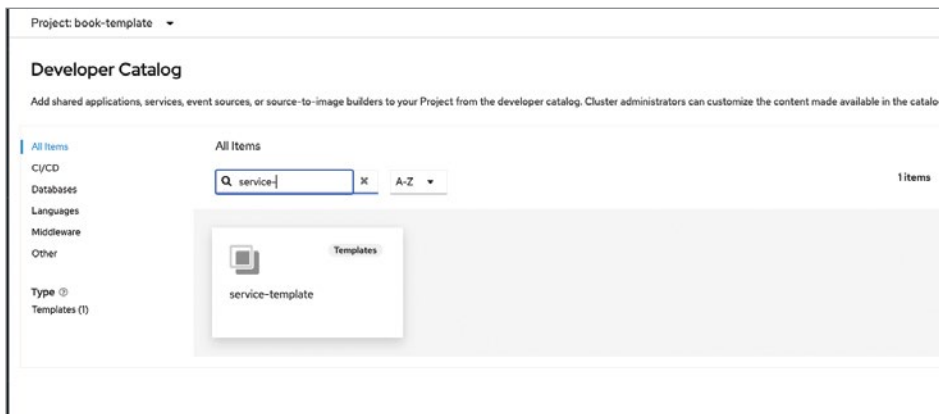 Project: book-template
Developer Catalog
Add shared applications, services, event sources, or source-to-image builders to your Project from the developer catalog. Cluster administrators can customize the content made available in the catalo
All Items
CI/CD
Databases
Languages
Middleware
Other
Type
Templates (1)
All Items
service-
A-Z
1 items
Templates
service-template